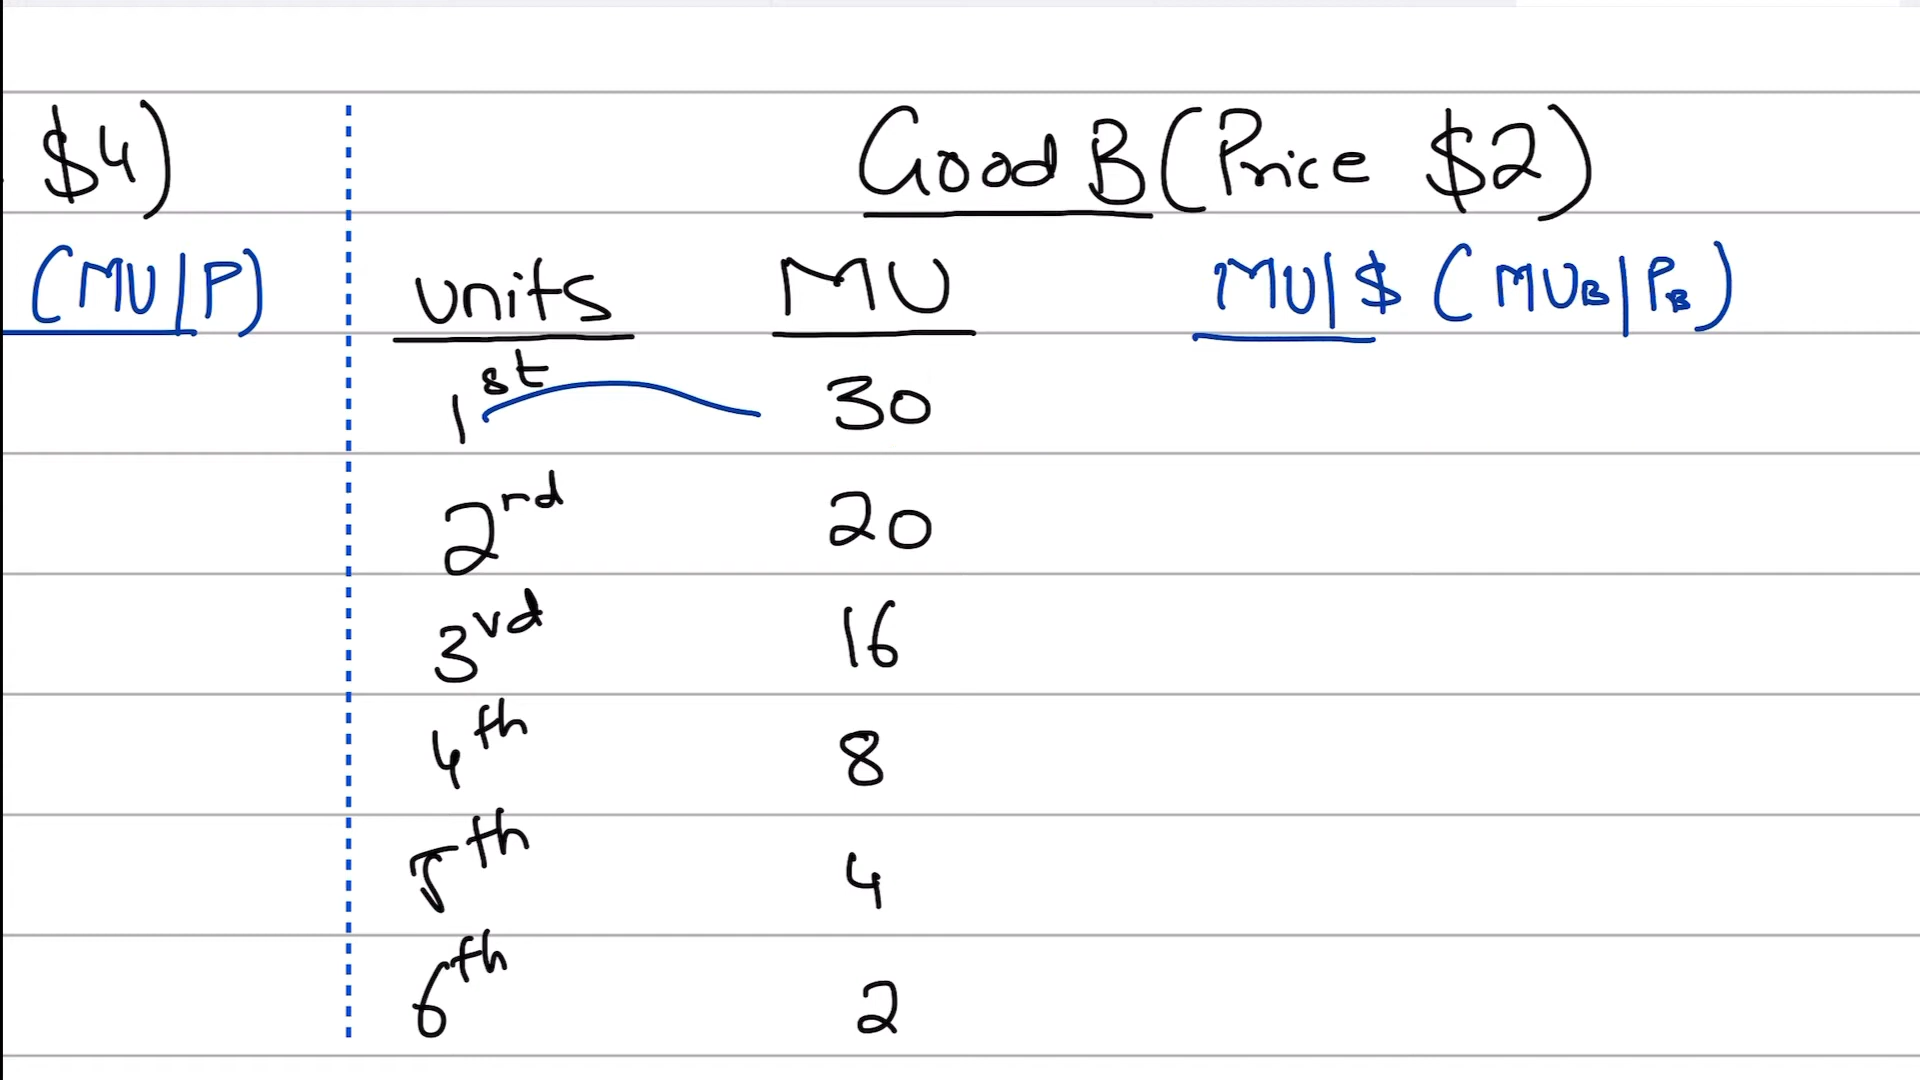 $4) Good B (Price $2)
(MU|P) units MU MU|$ (MUB|PB)
1st 30
2rd 20
3rd 16
4th 8
5th 4
6th 2